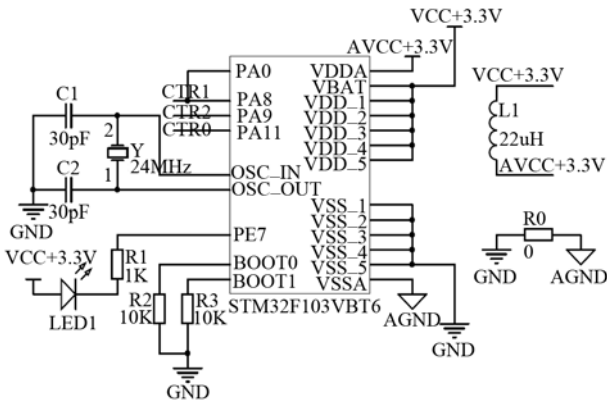 VCC+3.3V
AVCC+3.3V
PA0
VDDA
CTR1
VBAT
VCC+3.3V
C1
PA8
VDD_1
L1
CTR2
PA9
VDD_2
30pF
2
CTR0
PA11
VDD_3
22uH
Y
VDD_4
C2
1
24MHz
VDD_5
AVCC+3.3V
OSC_IN
OSC_OUT
30pF
VSS_1
GND
VSS_2
R0
PE7
VSS_3
0
VCC+3.3V
R1
VSS_4
GND
AGND
1K
BOOT0
VSS_5
BOOT1
VSSA
LED1
R2
R3
10K
10K
STM32F103VBT6
AGND
GND
GND